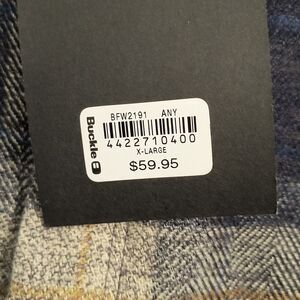 BFW2191 ANY
4422710400
X-LARGE
$59.95
Buckle B